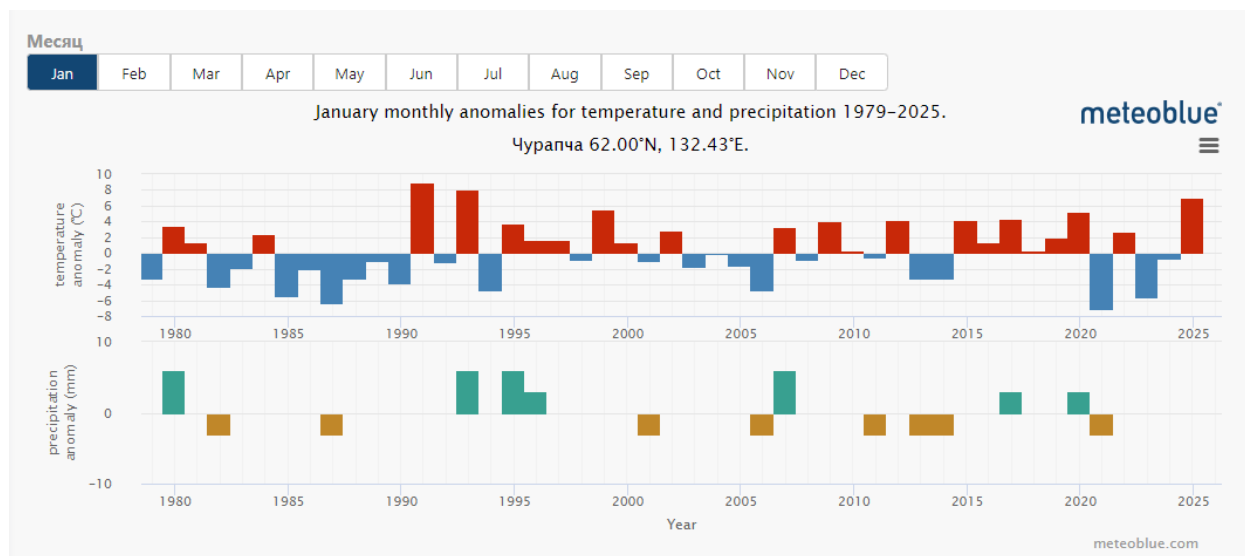 Месяц
Jan Feb Mar Apr May Jun Jul Aug Sep Oct Nov Dec
January monthly anomalies for temperature and precipitation 1979–2025.
meteoblue®
Чурапча 62.00°N, 132.43°E.
temperature
anomaly (°C)
10
8
6
4
2
0
−2
−4
−6
−8
1980 1985 1990 1995 2000 2005 2010 2015 2020 2025
precipitation
anomaly (mm)
10
0
−10
1980 1985 1990 1995 2000 2005 2010 2015 2020 2025
Year
meteoblue.com